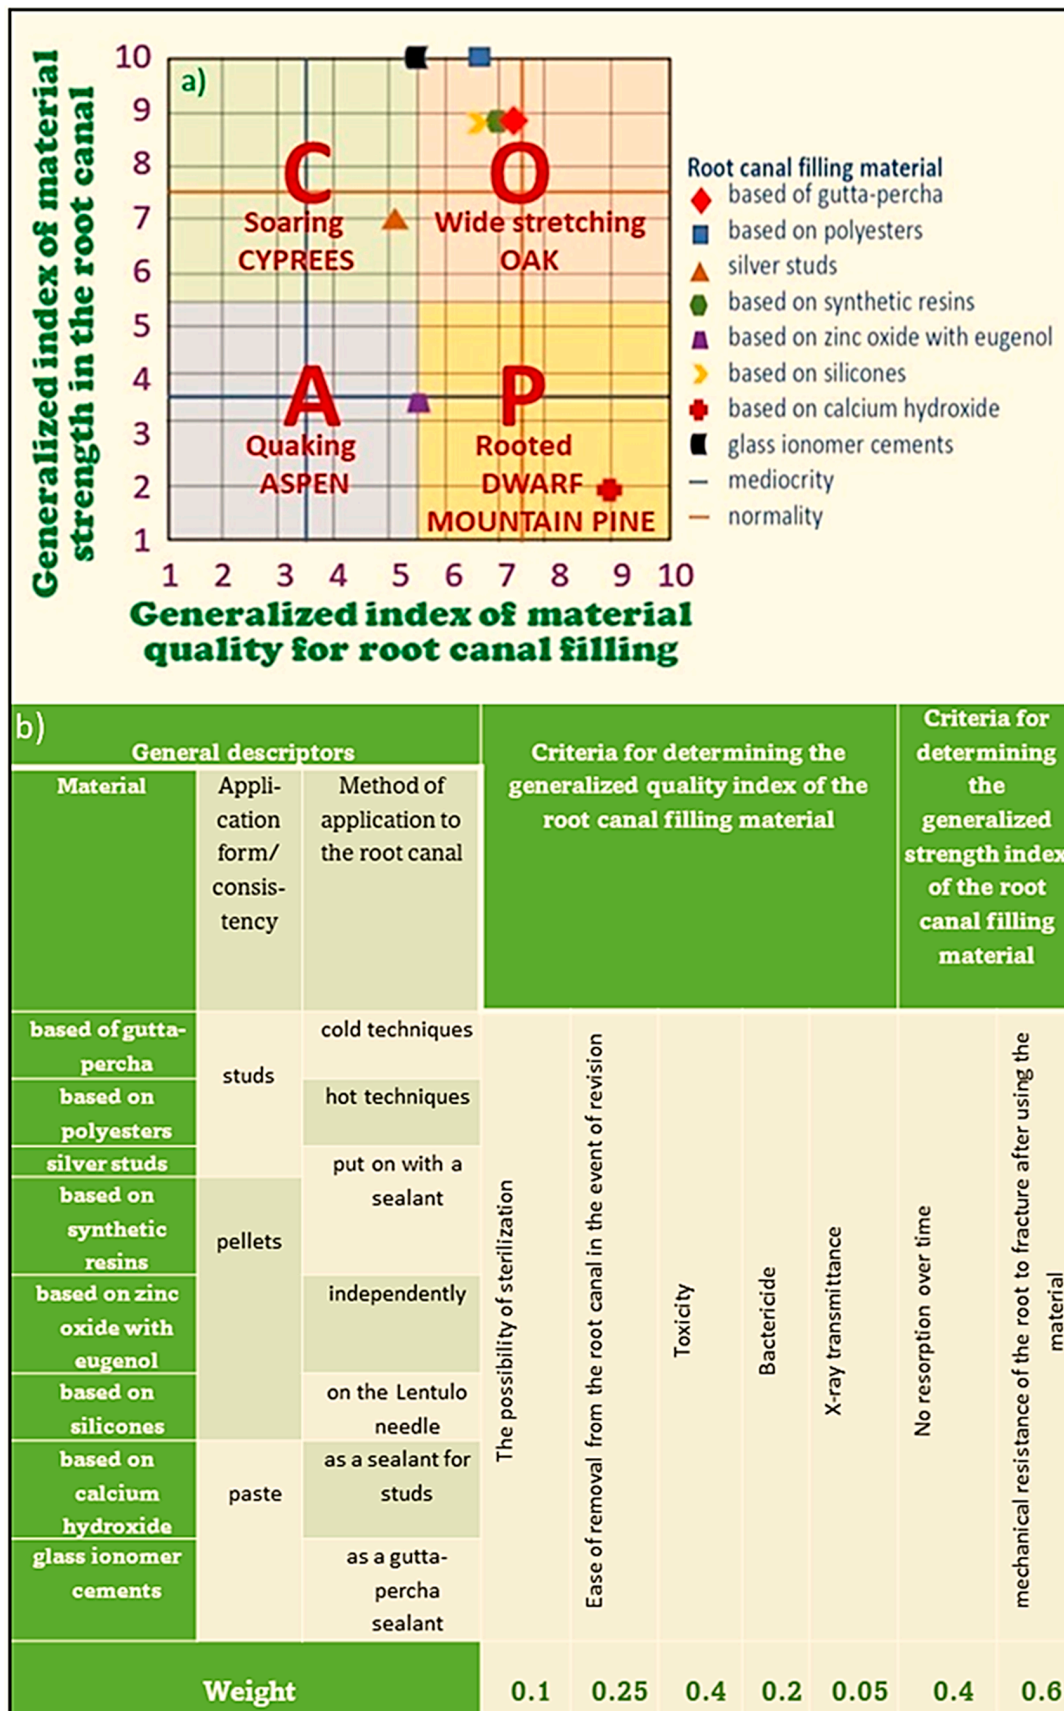 Generalized index of material
strength in the root canal
10
9
8
7
6
5
4
3
2
1
a)
C
Soaring
CYPREES
O
Wide stretching
OAK
A
Quaking
ASPEN
P
Rooted
DWARF
MOUNTAIN PINE
1 2 3 4 5 6 7 8 9 10
Generalized index of material
quality for root canal filling
Root canal filling material
based of gutta-percha
based on polyesters
silver studs
based on synthetic resins
based on zinc oxide with eugenol
based on silicones
based on calcium hydroxide
glass ionomer cements
mediocrity
normality
b)
General descriptors
Criteria for determining the
generalized quality index of the
root canal filling material
Criteria for
determining
the
generalized
strength index
of the root
canal filling
material
Material
Appli-
cation
form/
consis-
tency
Method of
application to
the root canal
based of gutta-
percha
based on
polyesters
silver studs
based on
synthetic
resins
based on zinc
oxide with
eugenol
based on
silicones
based on
calcium
hydroxide
glass ionomer
cements
studs
pellets
paste
cold techniques
hot techniques
put on with a
sealant
independently
on the Lentulo
needle
as a sealant for
studs
as a gutta-
percha
sealant
The possibility of sterilization
Ease of removal from the root canal in the event of revision
Toxicity
Bactericide
X-ray transmittance
No resorption over time
mechanical resistance of the root to fracture after using the
material
Weight 0.1 0.25 0.4 0.2 0.05 0.4 0.6